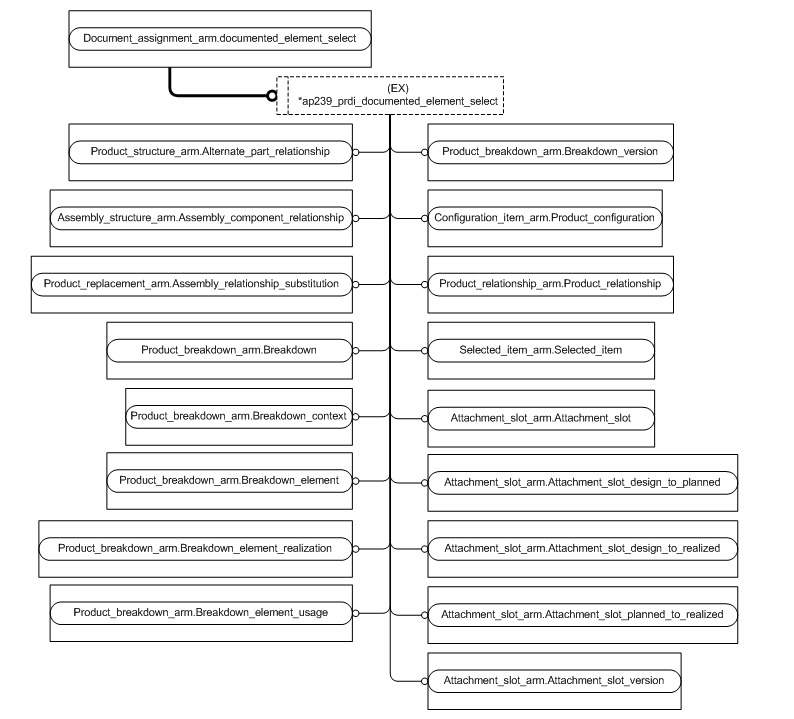 Document_assignment_arm.documented_element_select
(EX)
*ap239_prdi_documented_element_select
Product_structure_arm.Alternate_part_relationship
Product_breakdown_arm.Breakdown_version
Assembly_structure_arm.Assembly_component_relationship
Configuration_item_arm.Product_configuration
Product_replacement_arm.Assembly_relationship_substitution
Product_relationship_arm.Product_relationship
Product_breakdown_arm.Breakdown
Selected_item_arm.Selected_item
Product_breakdown_arm.Breakdown_context
Attachment_slot_arm.Attachment_slot
Product_breakdown_arm.Breakdown_element
Attachment_slot_arm.Attachment_slot_design_to_planned
Product_breakdown_arm.Breakdown_element_realization
Attachment_slot_arm.Attachment_slot_design_to_realized
Product_breakdown_arm.Breakdown_element_usage
Attachment_slot_arm.Attachment_slot_planned_to_realized
Attachment_slot_arm.Attachment_slot_version